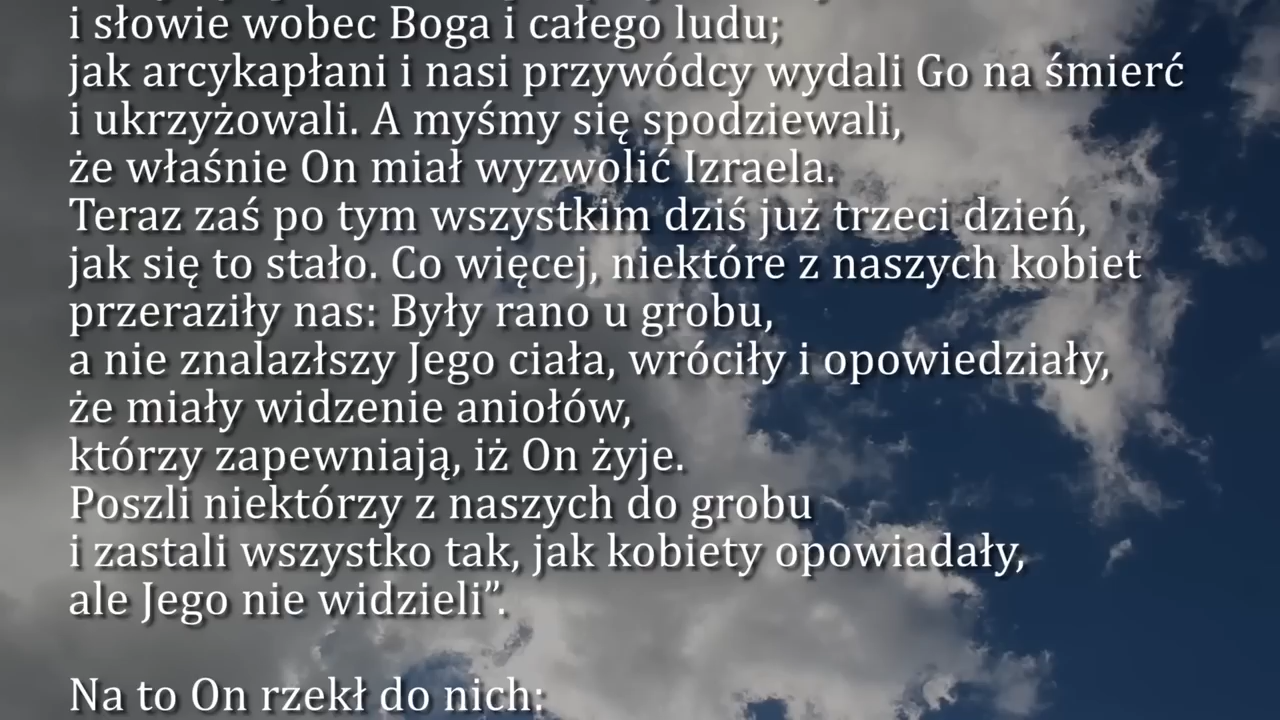 i słowie wobec Boga i całego ludu;
jak arcykapłani i nasi przywódcy wydali Go na śmierć
i ukrzyżowali. A myśmy się spodziewali,
że właśnie On miał wyzwolić Izraela.
Teraz zaś po tym wszystkim dziś już trzeci dzień,
jak się to stało. Co więcej, niektóre z naszych kobiet
przeraziły nas: Były rano u grobu,
a nie znalazłszy Jego ciała, wróciły i opowiedziały,
że miały widzenie aniołów,
którzy zapewniają, iż On żyje.
Poszli niektórzy z naszych do grobu
i zastali wszystko tak, jak kobiety opowiadały,
ale Jego nie widzieli”.
Na to On rzekł do nich: